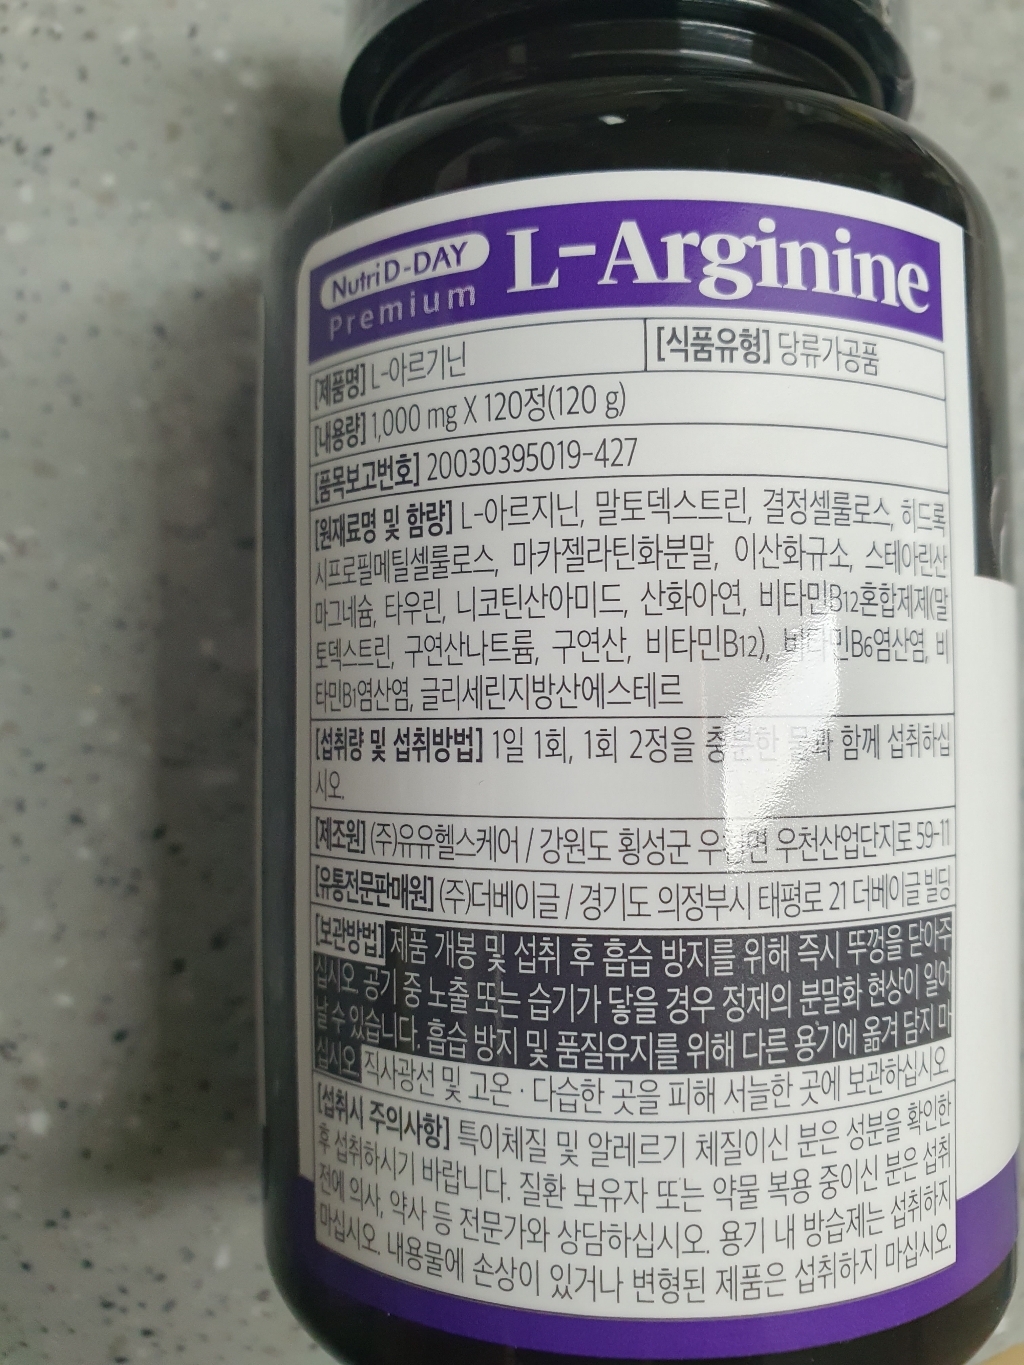 NutriD-DAY
Premium
L-Arginine
[제품명] L-아르기닌
[식품유형] 당류가공품
[내용량] 1,000 mg X 120정(120 g)
[품목보고번호] 20030395019-427
[원재료명 및 함량] L-아르지닌, 말토덱스트린, 결정셀룰로스, 히드록
시프로필메틸셀룰로스, 마카젤라틴화분말, 이산화규소, 스테아린산
마그네슘, 타우린, 니코틴산아미드, 산화아연, 비타민B12혼합제제(말
토덱스트린, 구연산나트륨, 구연산, 비타민B12), 비타민B6염산염, 비
타민B1염산염, 글리세린지방산에스테르
[섭취량 및 섭취방법] 1일 1회, 1회 2정을 충분한 물과 함께 섭취하십
시오.
[제조원] (주)유유헬스케어 / 강원도 횡성군 우천면 우천산업단지로 59-11
[유통전문판매원] (주)더베이글 / 경기도 의정부시 태평로 21 더베이글빌딩
[보관방법] 제품 개봉 및 섭취 후 흡습 방지를 위해 즉시 뚜껑을 닫아주
십시오. 공기 중 노출 또는 습기가 닿을 경우 정제의 분말화 현상이 일어
날 수 있습니다. 흡습 방지 및 품질유지를 위해 다른 용기에 옮겨 담지 마
십시오. 직사광선 및 고온 · 다습한 곳을 피해 서늘한 곳에 보관하십시오.
[섭취시 주의사항] 특이체질 및 알레르기 체질이신 분은 성분을 확인한
후 섭취하시기 바랍니다. 질환 보유자 또는 약물 복용 중이신 분은 섭취
전에 의사, 약사 등 전문가와 상담하십시오. 용기 내 방습제는 섭취하지
마십시오. 내용물에 손상이 있거나 변형된 제품은 섭취하지 마십시오.